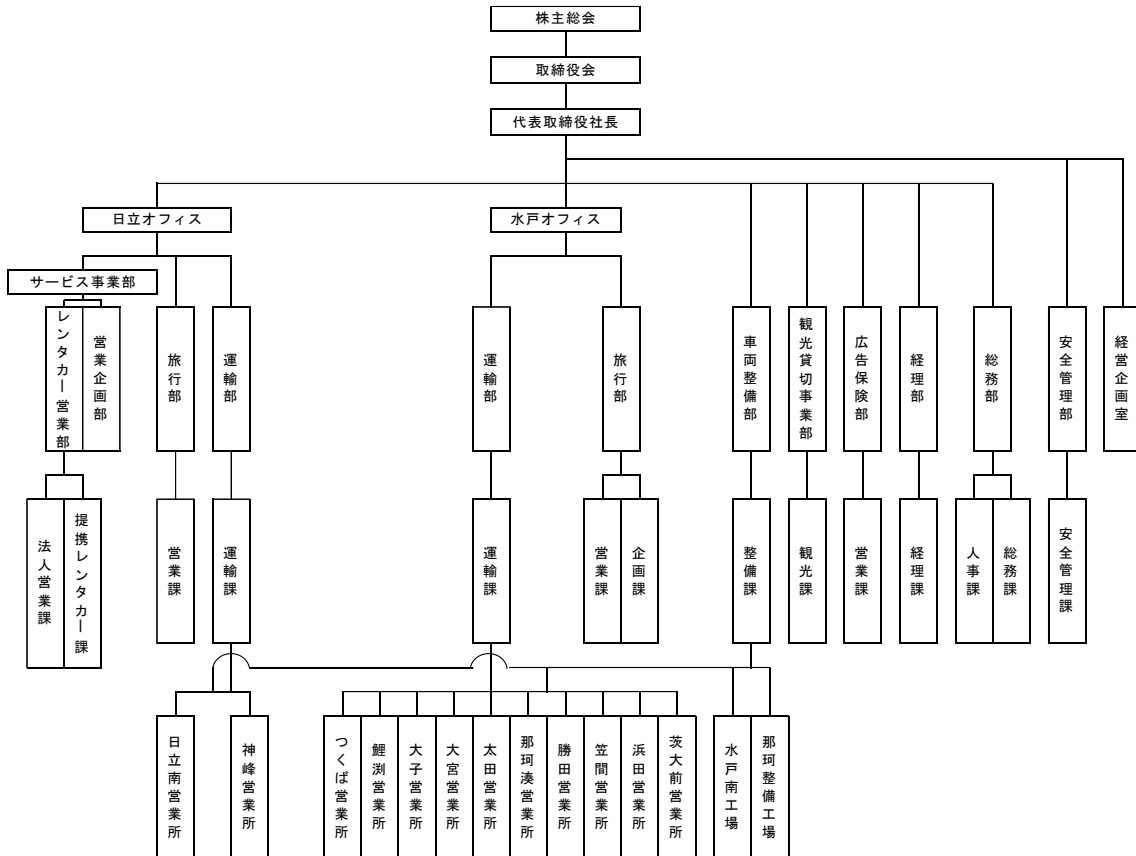 株主総会
取締役会
代表取締役社長
日立オフィス
水戸オフィス
サービス事業部
レンタカー営業部
営業企画部
旅行部
運輸部
運輸部
旅行部
車両整備部
観光貸切事業部
広告保険部
経理部
総務部
安全管理部
経営企画室
法人営業課
提携レンタカー課
営業課
運輸課
運輸課
営業課
企画課
整備課
観光課
営業課
経理課
人事課
総務課
安全管理課
日立南営業所
神峰営業所
つくば営業所
鯉渕営業所
大子営業所
大宮営業所
太田営業所
那珂湊営業所
勝田営業所
笠間営業所
浜田営業所
茨大前営業所
水戸南工場
那珂整備工場